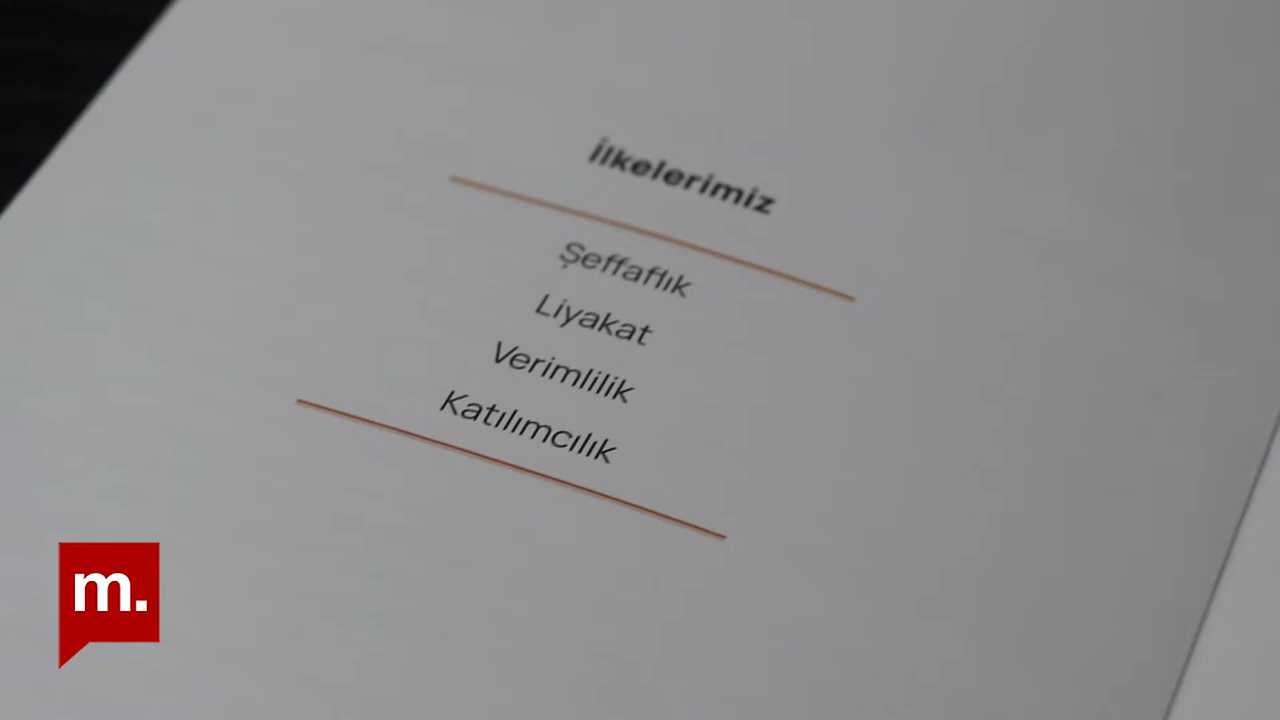 İlkelerimiz
Şeffaflık
Liyakat
Verimlilik
Katılımcılık
m.